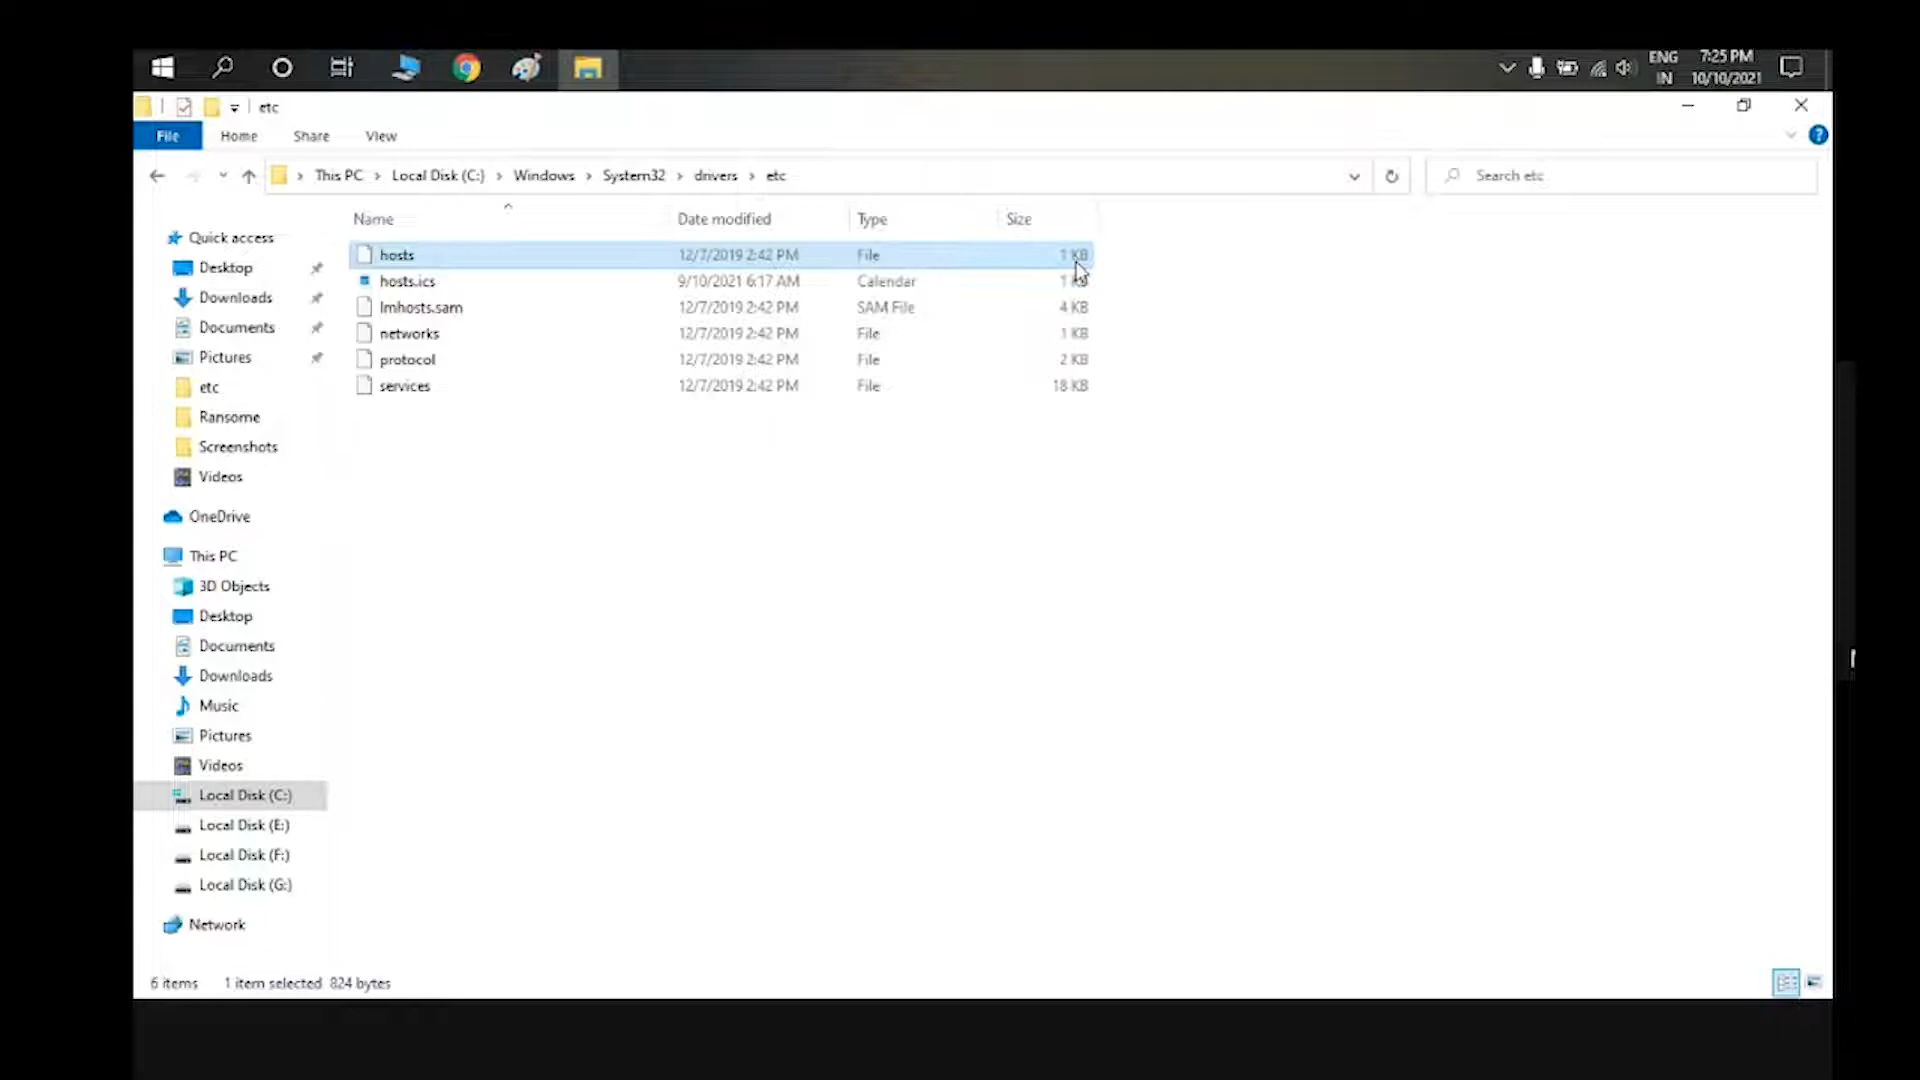 ENG 7:25 PM
IN 10/10/2021
etc
File Home Share View
This PC Local Disk (C:) Windows System32 drivers etc
Search etc
Name Date modified Type Size
Quick access
Desktop
Downloads
Documents
Pictures
etc
Ransome
Screenshots
Videos
OneDrive
This PC
3D Objects
Desktop
Documents
Downloads
Music
Pictures
Videos
Local Disk (C:)
Local Disk (E:)
Local Disk (F:)
Local Disk (G:)
Network
hosts 12/7/2019 2:42 PM File 1 KB
hosts.ics 9/10/2021 6:17 AM Calendar 1 KB
lmhosts.sam 12/7/2019 2:42 PM SAM File 4 KB
networks 12/7/2019 2:42 PM File 1 KB
protocol 12/7/2019 2:42 PM File 2 KB
services 12/7/2019 2:42 PM File 18 KB
6 items 1 item selected 824 bytes